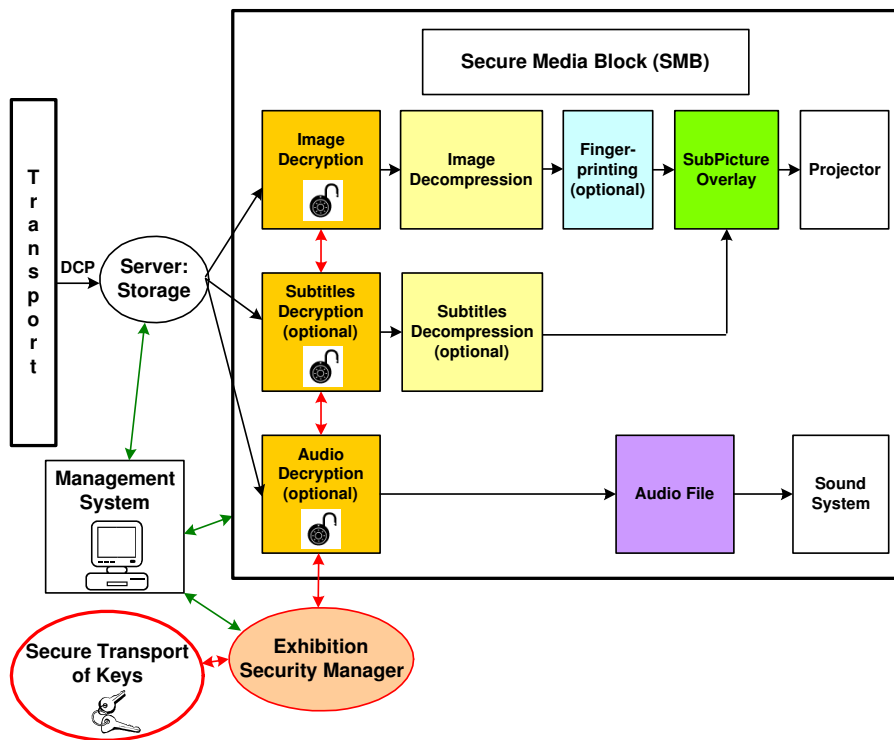 Secure Media Block (SMB)
Transport
DCP
Server:
Storage
Image
Decryption
Image
Decompression
Finger-
printing
(optional)
SubPicture
Overlay
Projector
Subtitles
Decryption
(optional)
Subtitles
Decompression
(optional)
Audio
Decryption
(optional)
Audio File
Sound
System
Management
System
Exhibition
Security Manager
Secure Transport
of Keys